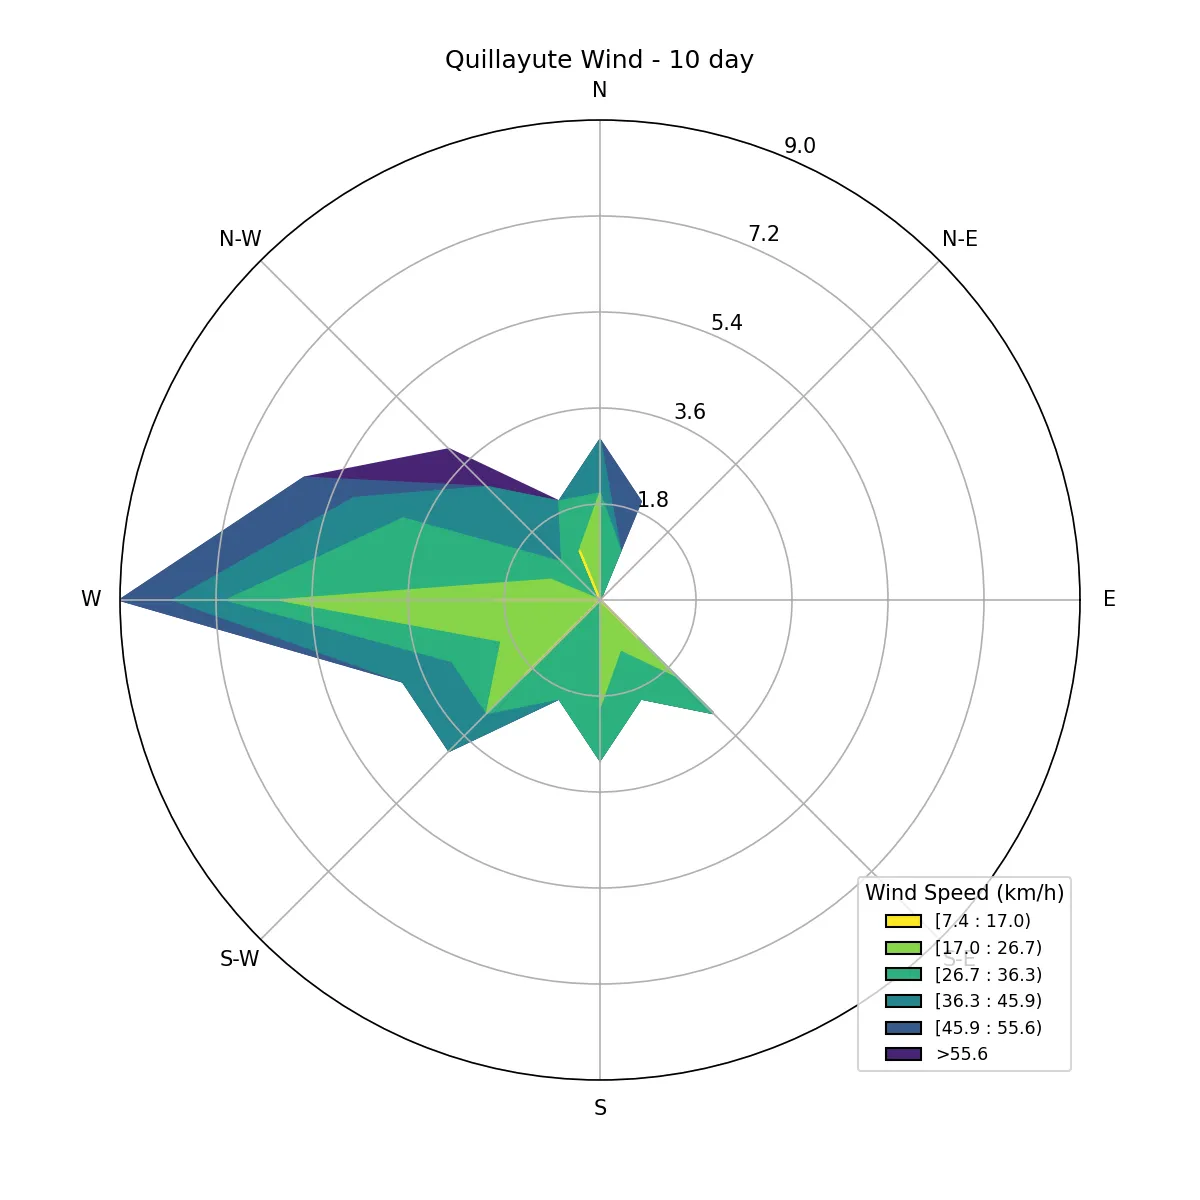 Quillayute Wind - 10 day
N
9.0
N-W
7.2
N-E
5.4
3.6
1.8
W
E
S-W
S-E
S
Wind Speed (km/h)
[7.4 : 17.0)
[17.0 : 26.7)
[26.7 : 36.3)
[36.3 : 45.9)
[45.9 : 55.6)
>55.6